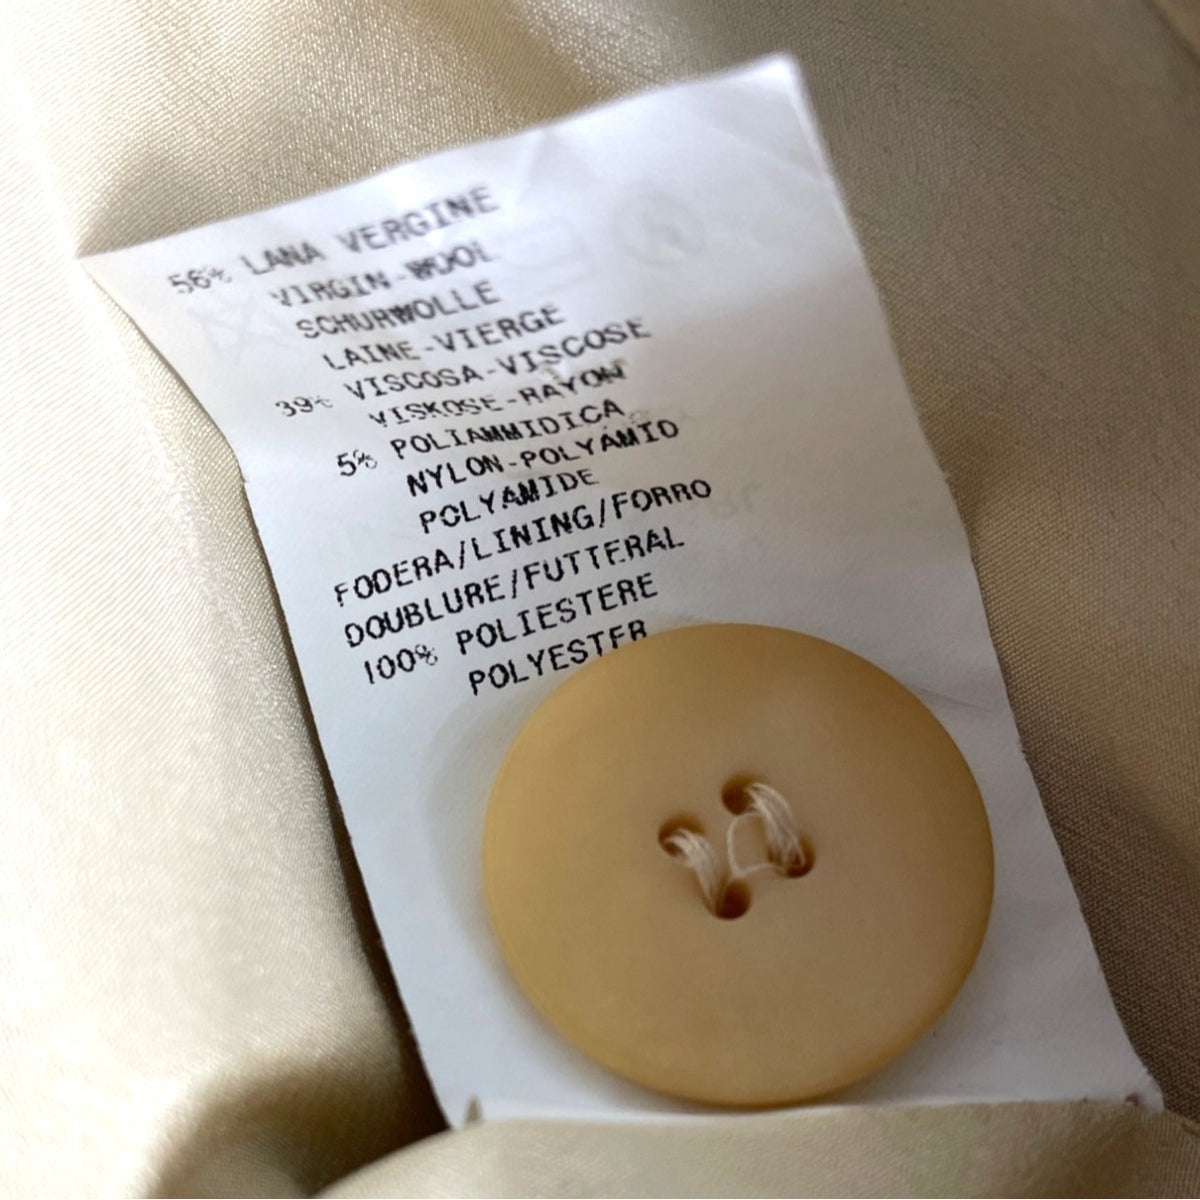 56% LANA VERGINE
VIRGIN-WOOL
SCHURWOLLE
LAINE-VIERGE
39% VISCOSA-VISCOSE
VISKOSE-RAYON
5% POLIAMMIDICA
NYLON-POLYAMID
POLYAMIDE
FODERA/LINING/FORRO
DOUBLURE/FUTTERAL
100% POLIESTERE
POLYESTER